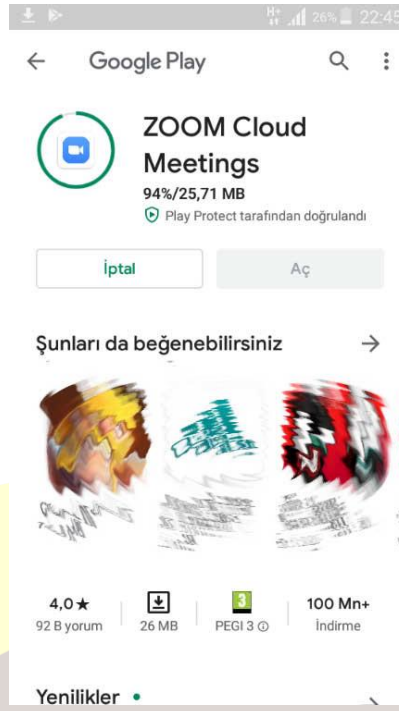 H+ 26% 22:45
Google Play
ZOOM Cloud
Meetings
94%/25,71 MB
Play Protect tarafından doğrulandı
İptal
Aç
Şunları da beğenebilirsiniz
4,0★
92 B yorum
26 MB
3
PEGI 3
100 Mn+
İndirme
Yenilikler